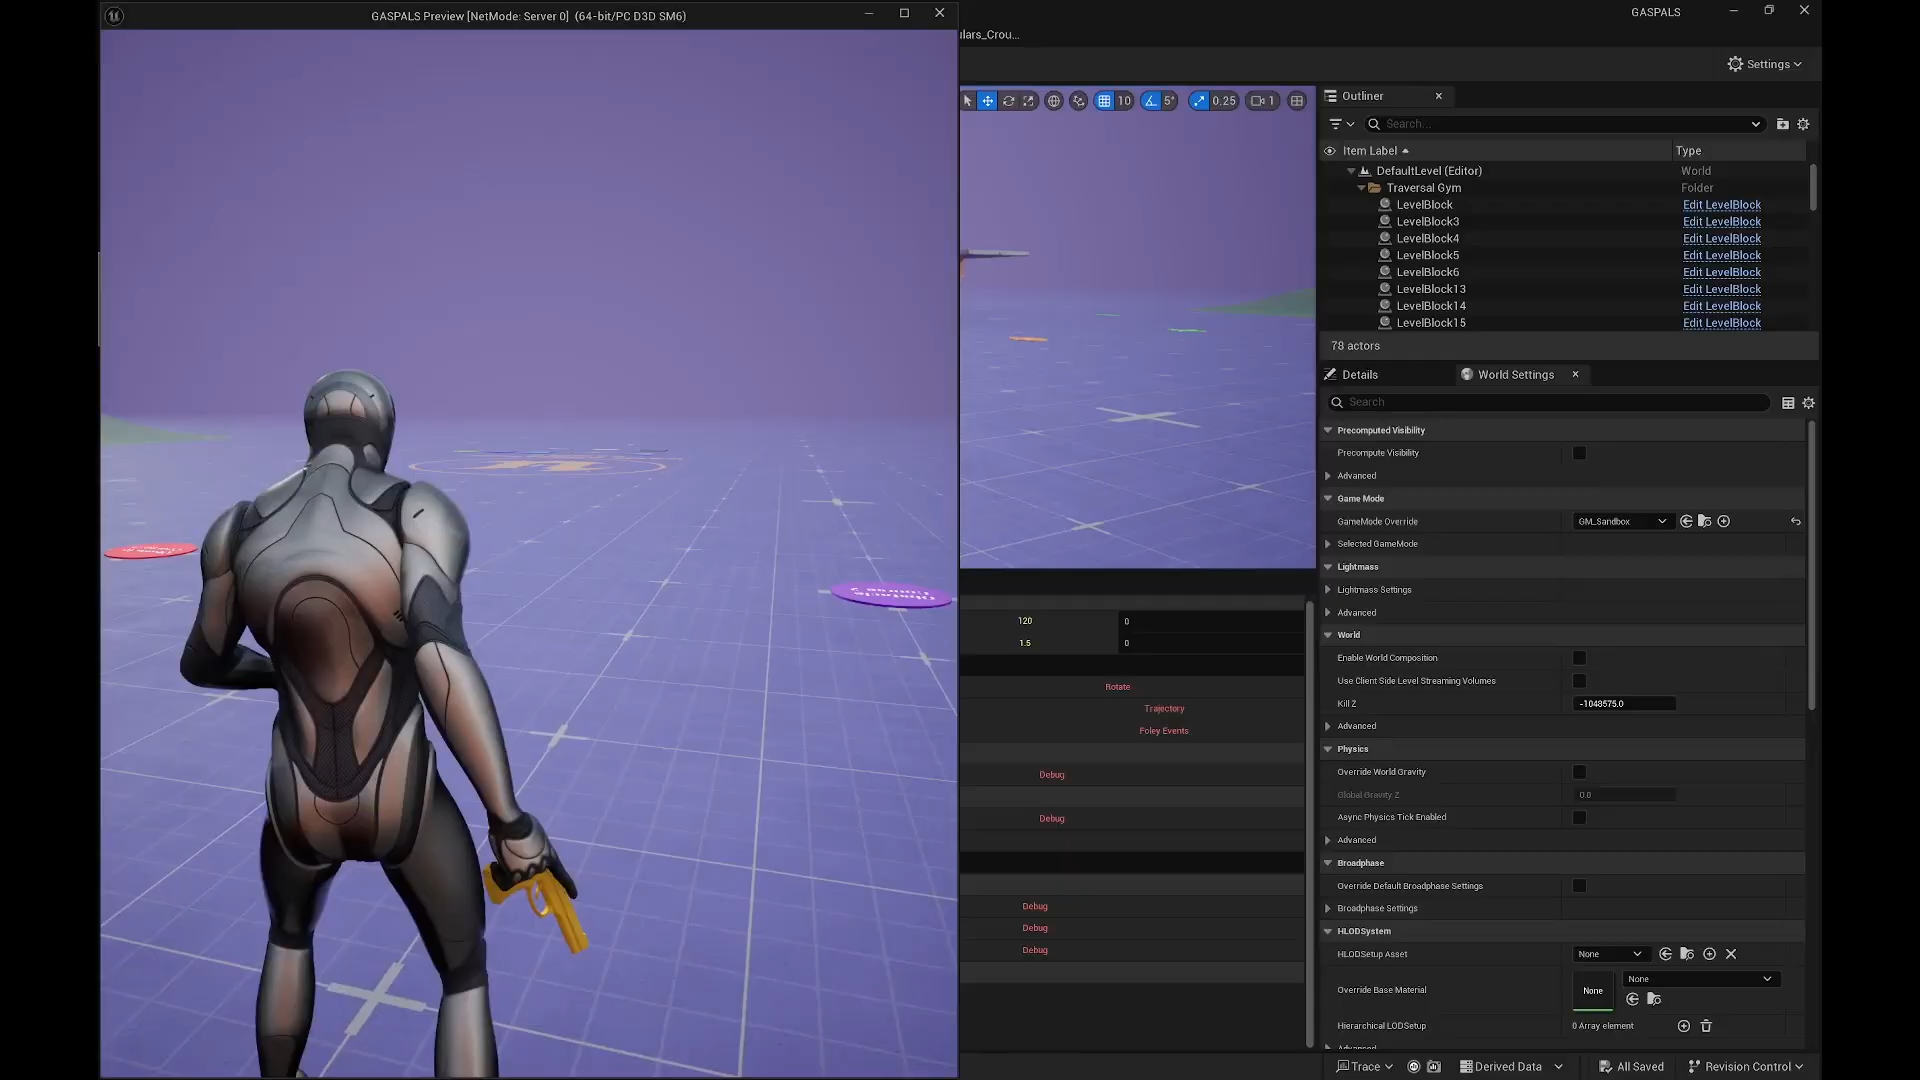 GASPALS Preview [NetMode: Server 0]  (64-bit/PC D3D SM6)
GASPALS
ulars_Crou...
Settings
10
5°
0.25
1
Outliner
Search...
Item Label
Type
DefaultLevel (Editor)
World
Traversal Gym
Folder
LevelBlock
Edit LevelBlock
LevelBlock3
Edit LevelBlock
LevelBlock4
Edit LevelBlock
LevelBlock5
Edit LevelBlock
LevelBlock6
Edit LevelBlock
LevelBlock13
Edit LevelBlock
LevelBlock14
Edit LevelBlock
LevelBlock15
Edit LevelBlock
78 actors
Details
World Settings
Search
Precomputed Visibility
Precompute Visibility
Advanced
Game Mode
GameMode Override
GM_Sandbox
Selected GameMode
Lightmass
Lightmass Settings
Advanced
World
Enable World Composition
Use Client Side Level Streaming Volumes
Kill Z
-1048575.0
Advanced
Physics
Override World Gravity
Global Gravity Z
0.0
Async Physics Tick Enabled
Advanced
Broadphase
Override Default Broadphase Settings
Broadphase Settings
HLODSystem
HLODSetup Asset
None
Override Base Material
None
None
Hierarchical LODSetup
0 Array element
Advanced
120
0
1.5
0
Rotate
Trajectory
Foley Events
Debug
Debug
Debug
Debug
Debug
Trace
Derived Data
All Saved
Revision Control